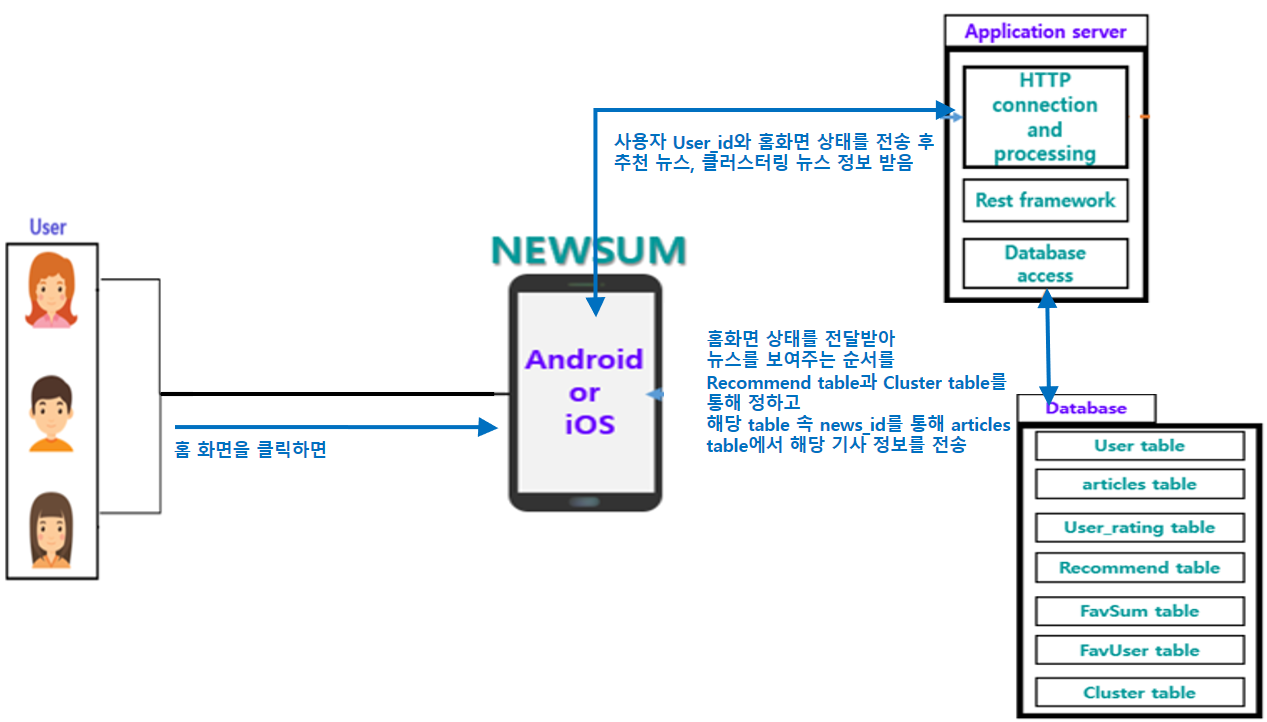 User
홈 화면을 클릭하면
NEWSUM
Android
or
iOS
사용자 User_id와 홈화면 상태를 전송 후
추천 뉴스, 클러스터링 뉴스 정보 받음
Application server
HTTP
connection
and
processing
Rest framework
Database
access
홈화면 상태를 전달받아
뉴스를 보여주는 순서를
Recommend table과 Cluster table를
통해 정하고
해당 table 속 news_id를 통해 articles
table에서 해당 기사 정보를 전송
Database
User table
articles table
User_rating table
Recommend table
FavSum table
FavUser table
Cluster table